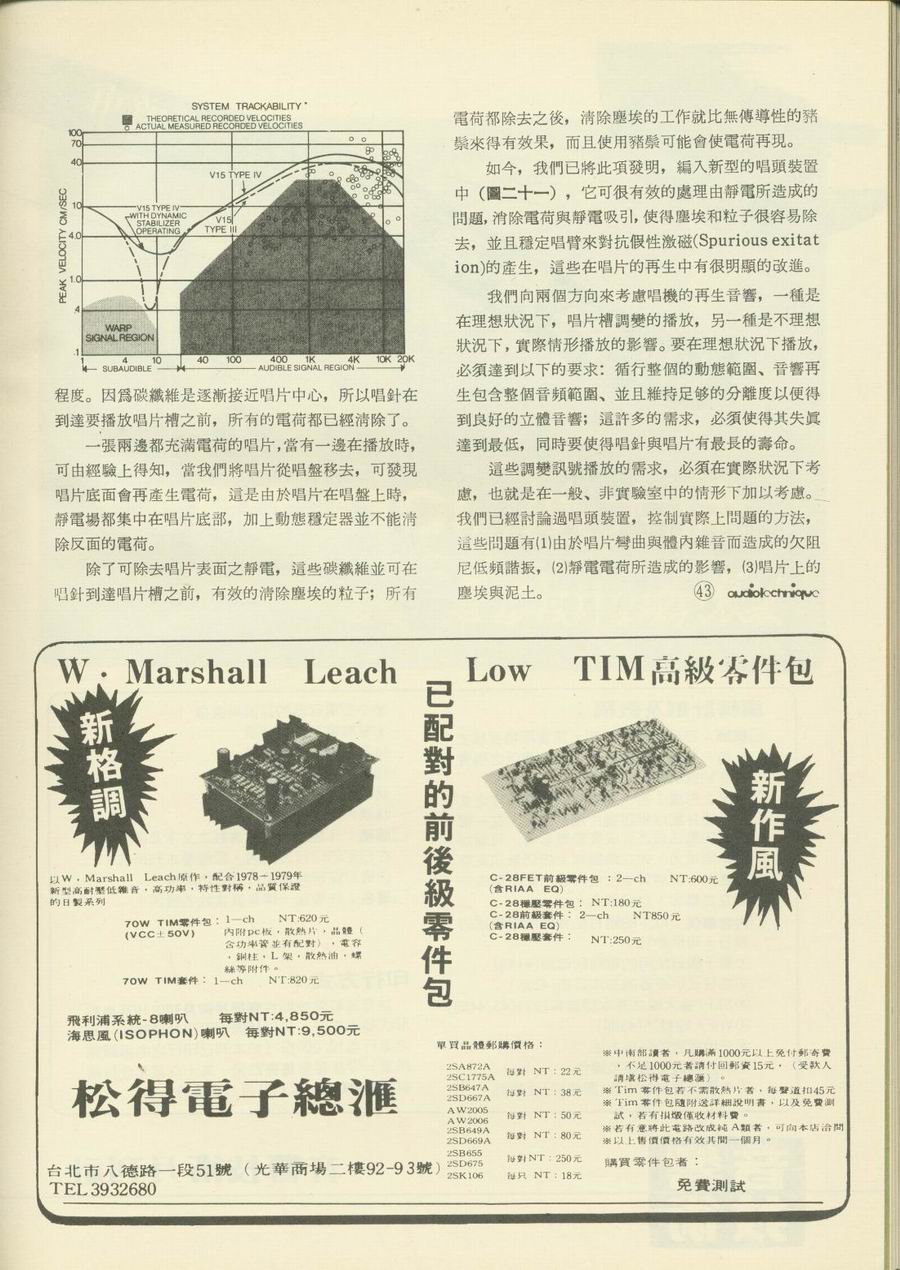 SYSTEM TRACKABILITY*
THEORETICAL RECORDED VELOCITIES
ACTUAL MEASURED RECORDED VELOCITIES
PEAK VELOCITY CM/SEC
100
70
40
10
4.0
1.0
.4
.1
V15 TYPE IV
V15 TYPE IV
WITH DYNAMIC
STABILIZER
OPERATING
V15
TYPE III
WARP
SIGNAL REGION
1 4 10 40 100 400 1K 4K 10K 20K
SUBAUDIBLE
AUDIBLE SIGNAL REGION
程度。因爲碳纖維是逐漸接近唱片中心，所以唱針在
到達要播放唱片槽之前，所有的電荷都已經清除了。
一張兩邊都充滿電荷的唱片，當有一邊在播放時，
可由經驗上得知，當我們將唱片從唱盤移去，可發現
唱片底面會再產生電荷，這是由於唱片在唱盤上時，
靜電場都集中在唱片底部，加上動態穩定器並不能清
除反面的電荷。
除了可除去唱片表面之靜電，這些碳纖維並可在
唱針到達唱片槽之前，有效的清除塵埃的粒子；所有
電荷都除去之後，清除塵埃的工作就比無傳導性的豬
鬃來得有效果，而且使用豬鬃可能會使電荷再現。
如今，我們已將此項發明，編入新型的唱頭裝置
中（圖二十一），它可很有效的處理由靜電所造成的
問題，消除電荷與靜電吸引，使得塵埃和粒子很容易除
去，並且穩定唱臂來對抗假性激磁(Spurious exitat
ion)的產生，這些在唱片的再生中有很明顯的改進。
我們向兩個方向來考慮唱機的再生音響，一種是
在理想狀況下，唱片槽調變的播放，另一種是不理想
狀況下，實際情形播放的影響。要在理想狀況下播放，
必須達到以下的要求：循行整個的動態範圍、音響再
生包含整個音頻範圍、並且維持足够的分離度以便得
到良好的立體音響；這許多的需求，必須使得其失眞
達到最低，同時要使得唱針與唱片有最長的壽命。
這些調變訊號播放的需求，必須在實際狀況下考
慮，也就是在一般、非實驗室中的情形下加以考慮。
我們已經討論過唱頭裝置，控制實際上問題的方法，
這些問題有(1)由於唱片彎曲與體內雜音而造成的欠阻
尼低頻諧振，(2)靜電電荷所造成的影響，(3)唱片上的
塵埃與泥土。
㊸ audiotechnique
W．Marshall Leach Low TIM高級零件包
新格調
已配對的前後級零件包
新作風
以W．Marshall Leach原作，配合1978－1979年
新型高耐壓低雜音，高功率，特性對稱，品質保證
的日製系列
70W TIM零件包：1—ch NT:620元
(VCC±50V) 內附pc板，散熱片，晶體（
含功率管並有配對），電容
，銅柱，L架，散熱油，螺
絲等附件。
70W TIM套件：1—ch NT:820元
飛利浦系統-8喇叭 每對NT:4,850元
海思風(ISOPHON)喇叭 每對NT:9,500元
松得電子總滙
台北市八德路一段51號（光華商場二樓92-93號）
TEL 3932680
C-28FET前級零件包：2—ch NT:600元
(含RIAA EQ)
C-28穩壓零件包： NT:180元
C-28前級套件： 2—ch NT850元
(含RIAA EQ)
C-28穩壓套件： NT:250元
單買晶體郵購價格：
2SA872A
2SC1775A 每對 NT：22元
2SB647A
2SD667A 每對 NT：38元
AW2005
AW2006 每對 NT：50元
2SB649A
2SD669A 每對 NT：80元
2SB655
2SD675 每對NT：250元
2SK106 每只 NT：18元
※中南部讀者，凡購滿1000元以上免付郵寄費
，不足1000元者請付回郵資15元，（受款人
請填松得電子總滙）。
※Tim零件包若不需散熱片者，每聲道扣45元
※Tim零件包隨附送詳細說明書，以及免費測
試，若有損燬僅收材料費。
※若有意將此電路改成純A類者，可向本店洽問
※以上售價價格有效其間一個月。
購買零件包者：
免費測試